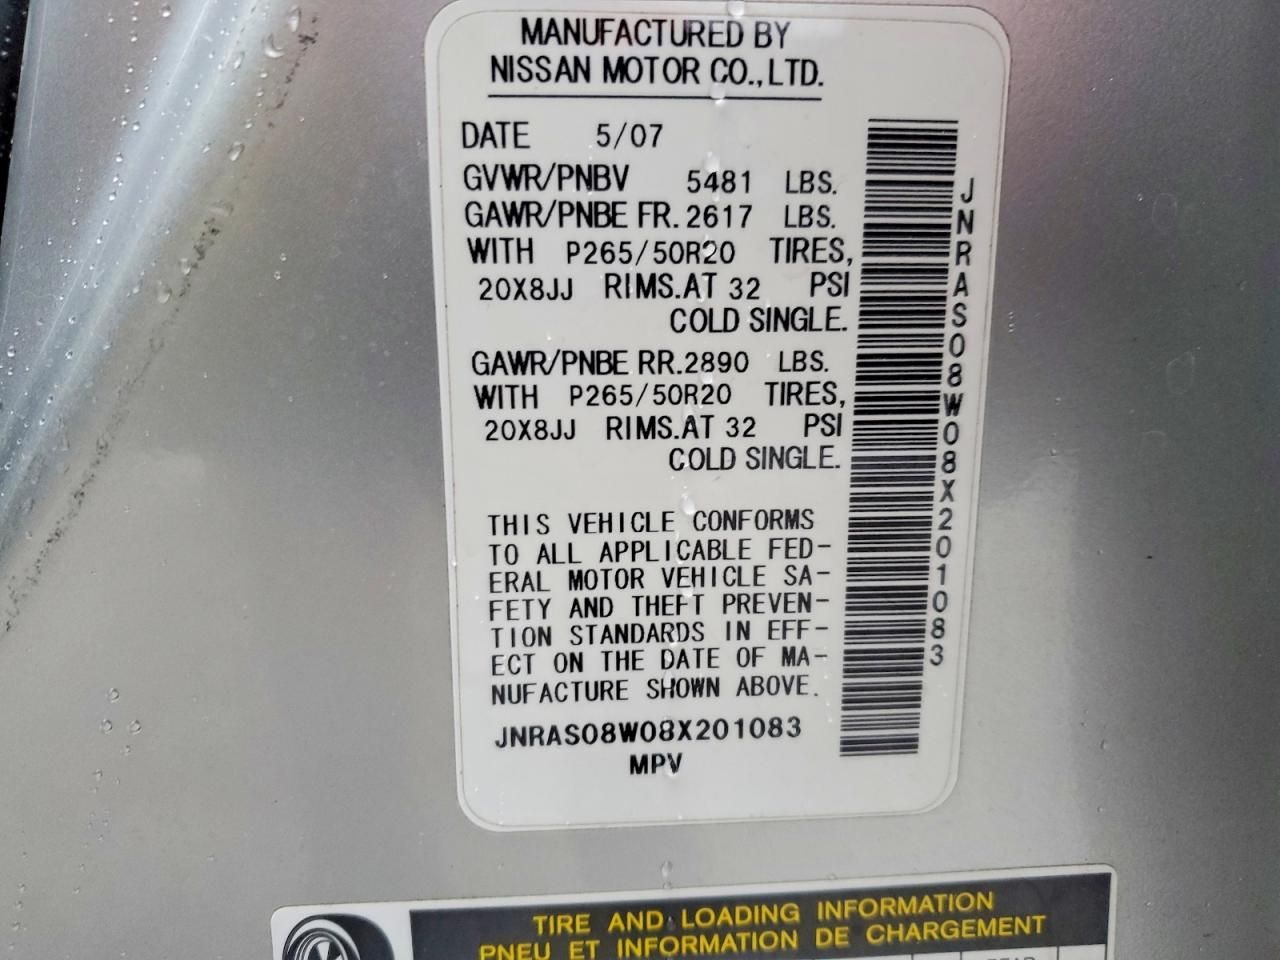 MANUFACTURED BY
NISSAN MOTOR CO.,LTD.
DATE 5/07
GVWR/PNBV 5481 LBS.
GAWR/PNBE FR. 2617 LBS.
WITH P265/50R20 TIRES,
20X8JJ RIMS.AT 32 PSI
COLD SINGLE.
GAWR/PNBE RR. 2890 LBS.
WITH P265/50R20 TIRES,
20X8JJ RIMS.AT 32 PSI
COLD SINGLE.
THIS VEHICLE CONFORMS
TO ALL APPLICABLE FED-
ERAL MOTOR VEHICLE SA-
FETY AND THEFT PREVEN-
TION STANDARDS IN EFF-
ECT ON THE DATE OF MA-
NUFACTURE SHOWN ABOVE.
JNRAS08W08X201083
MPV
JNRAS08W08X201083
TIRE AND LOADING INFORMATION
PNEU ET INFORMATION DE CHARGEMENT